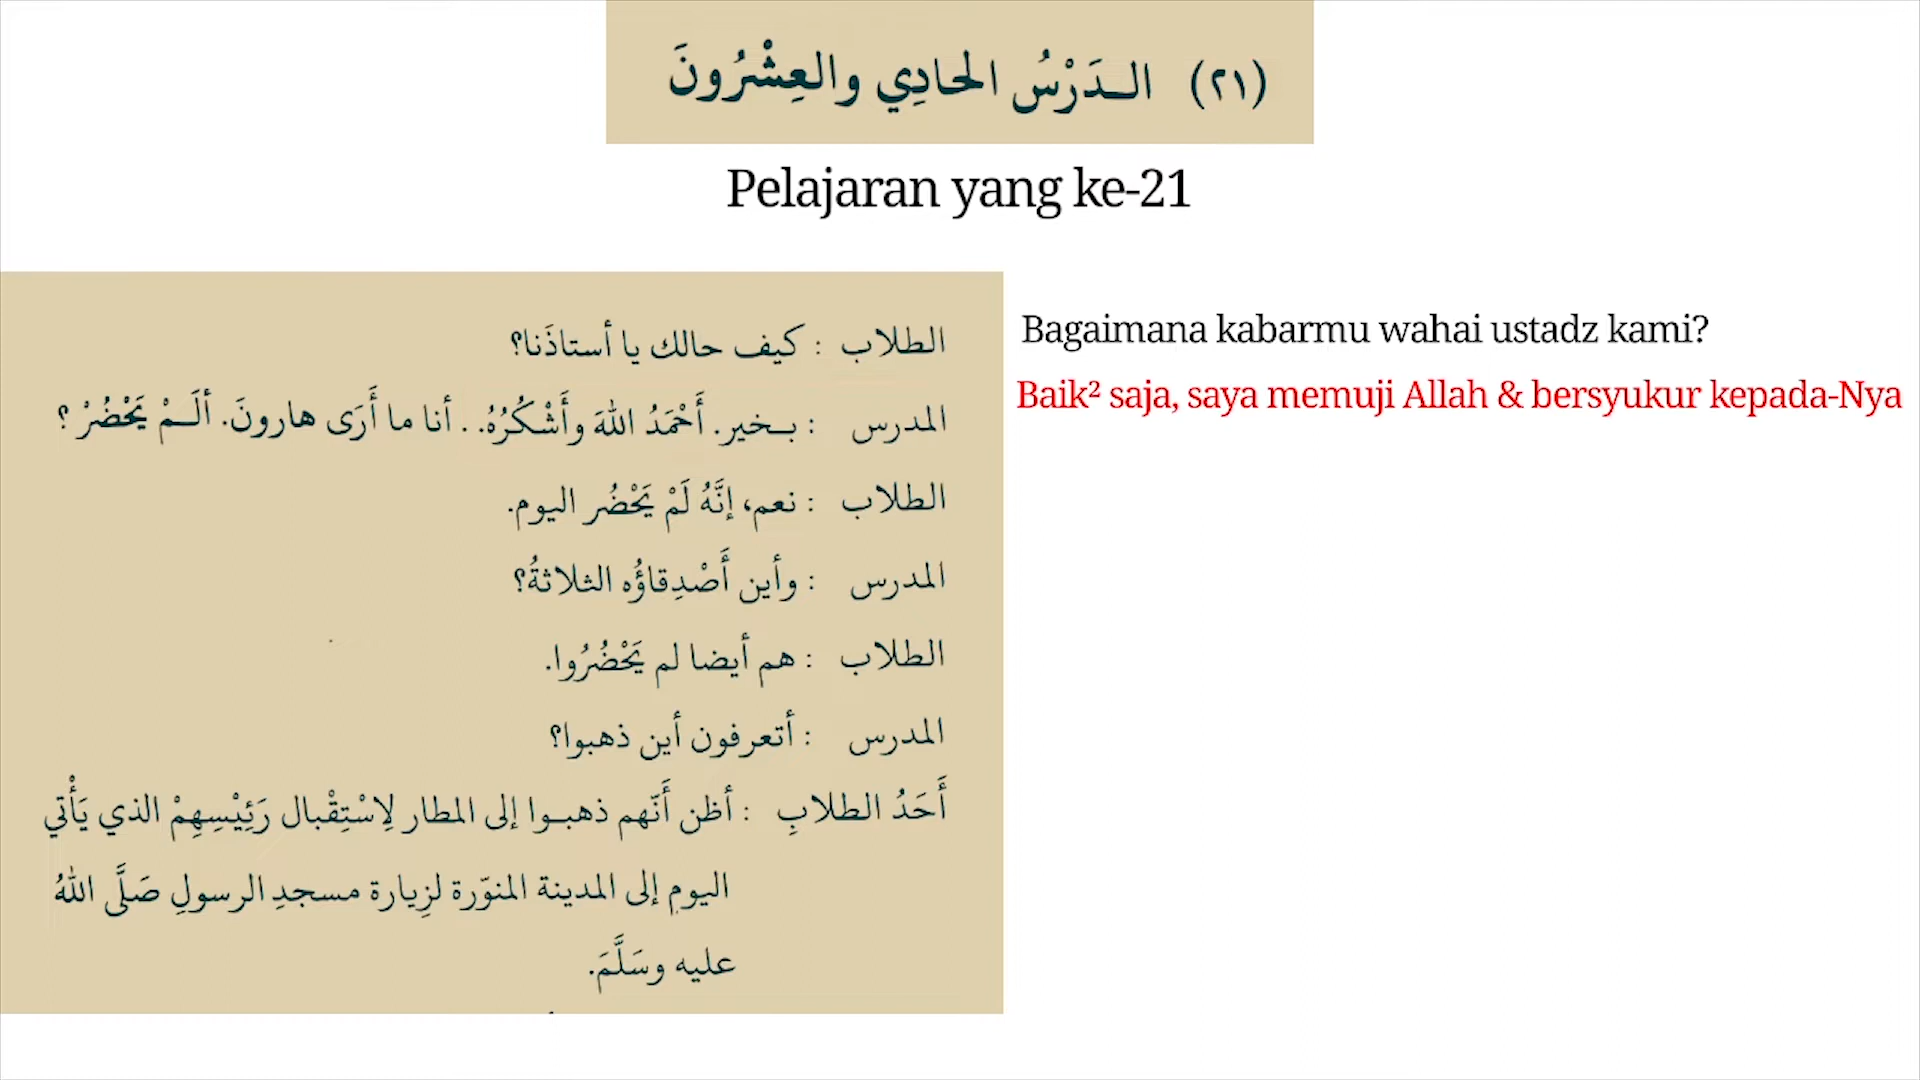 (٢١) الـدَرْسُ الحادِي والعِشْرُونَ
Pelajaran yang ke-21
الطلاب : كيف حالك يا أستاذَنا؟
المدرس : بـخير. أَحْمَدُ اللهَ وأَشْكُرُهُ. . أنا ما أَرَى هارونَ. ألَـمْ يَحْضُرْ ؟
الطلاب : نعم، إنَّهُ لَمْ يَحْضُر اليوم.
المدرس : وأين أَصْدِقاؤُه الثلاثةُ؟
الطلاب : هم أيضا لم يَحْضُرُوا.
المدرس : أتعرفون أين ذهبوا؟
أَحَدُ الطلابِ : أظن أَنّهم ذهبـوا إلى المطار لِاسْتِقْبال رَئِيْسِهِمْ الذي يَأْتي
اليوم إلى المدينة المنوّرة لزِيارة مسجدِ الرسولِ صَلَّى اللهُ
عليه وسَلَّمَ.
Bagaimana kabarmu wahai ustadz kami?
Baik² saja, saya memuji Allah & bersyukur kepada-Nya